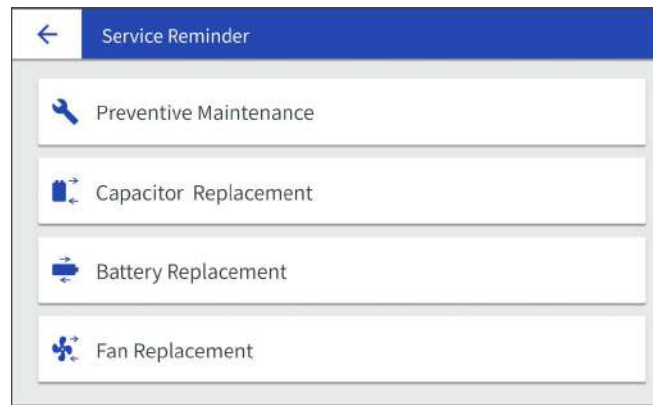 Service Reminder
Preventive Maintenance
Capacitor Replacement
Battery Replacement
Fan Replacement